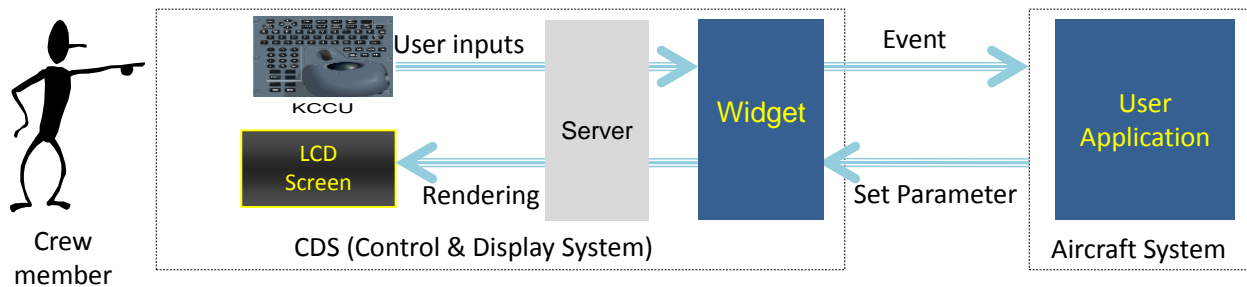 User inputs
Event
KCCU
Server
Widget
User
Application
LCD
Screen
Rendering
Set Parameter
Crew
member
CDS (Control & Display System)
Aircraft System